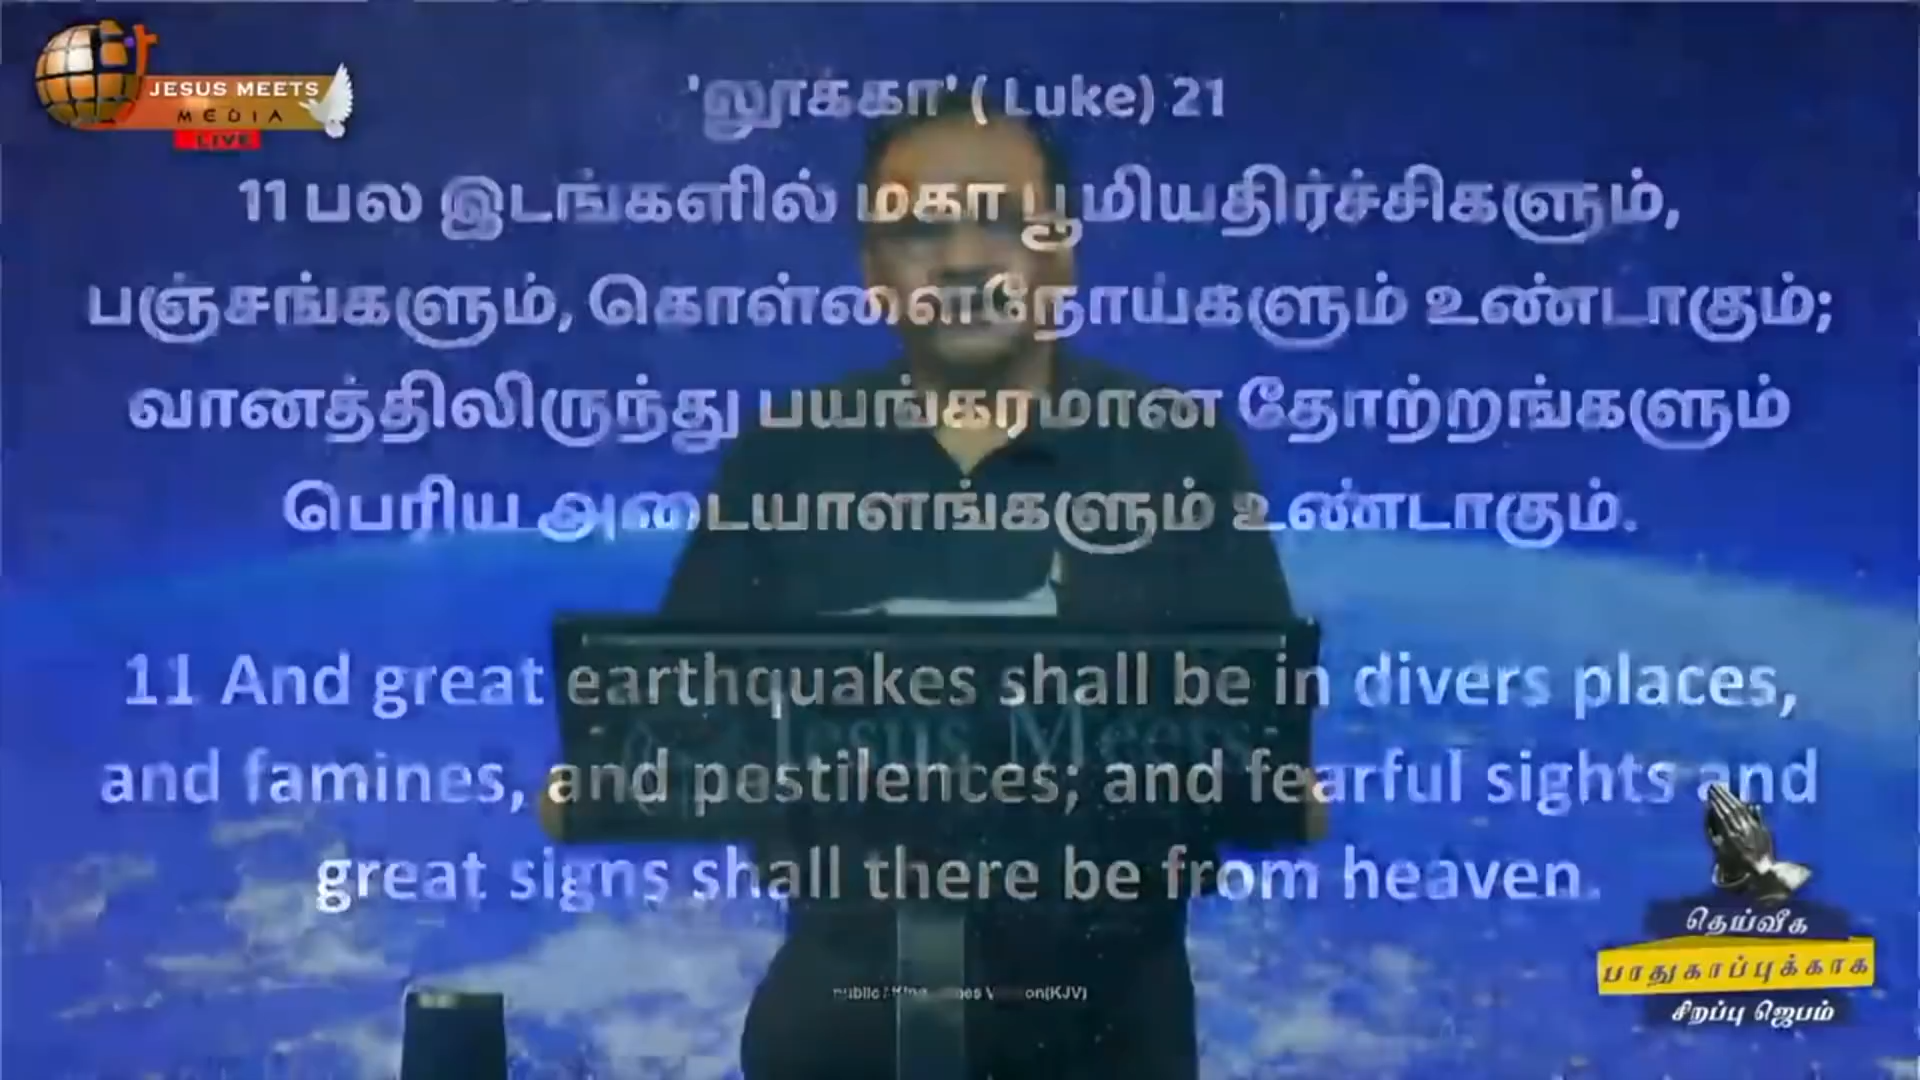 JESUS MEETS
MEDIA
LIVE
'லூக்கா' ( Luke) 21
11 பல இடங்களில் மகா பூமியதிர்ச்சிகளும்,
பஞ்சங்களும், கொள்ளைநோய்களும் உண்டாகும்;
வானத்திலிருந்து பயங்கரமான தோற்றங்களும்
பெரிய அடையாளங்களும் உண்டாகும்.
11 And great earthquakes shall be in divers places,
and famines, and pestilences; and fearful sights and
great signs shall there be from heaven.
Jesus Meets
தெய்வீக
பாதுகாப்புக்காக
சிறப்பு ஜெபம்